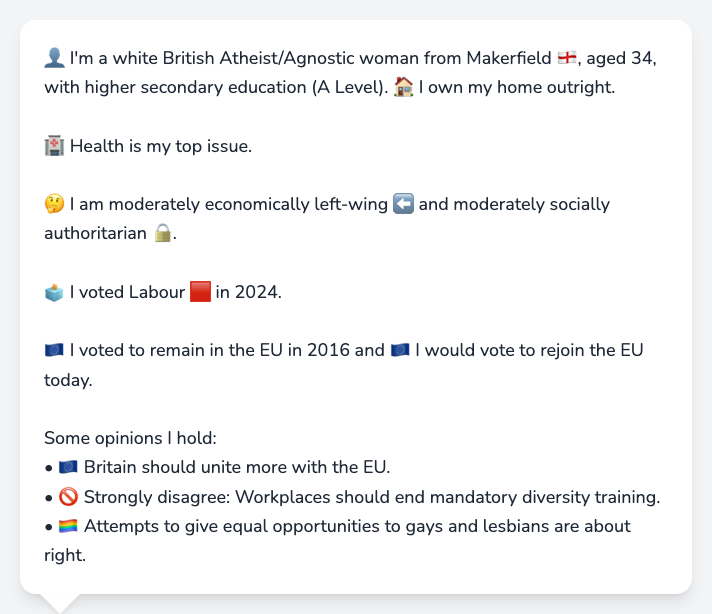 👤 I'm a white British Atheist/Agnostic woman from Makerfield 🏴󠁧󠁢󠁥󠁮󠁧󠁿, aged 34,
with higher secondary education (A Level). 🏠 I own my home outright.
🏥 Health is my top issue.
🤔 I am moderately economically left-wing ⬅️ and moderately socially
authoritarian 🔒.
🗳️ I voted Labour 🟥 in 2024.
🇪🇺 I voted to remain in the EU in 2016 and 🇪🇺 I would vote to rejoin the EU
today.
Some opinions I hold:
• 🇪🇺 Britain should unite more with the EU.
• 🚫 Strongly disagree: Workplaces should end mandatory diversity training.
• 🏳️‍🌈 Attempts to give equal opportunities to gays and lesbians are about
right.